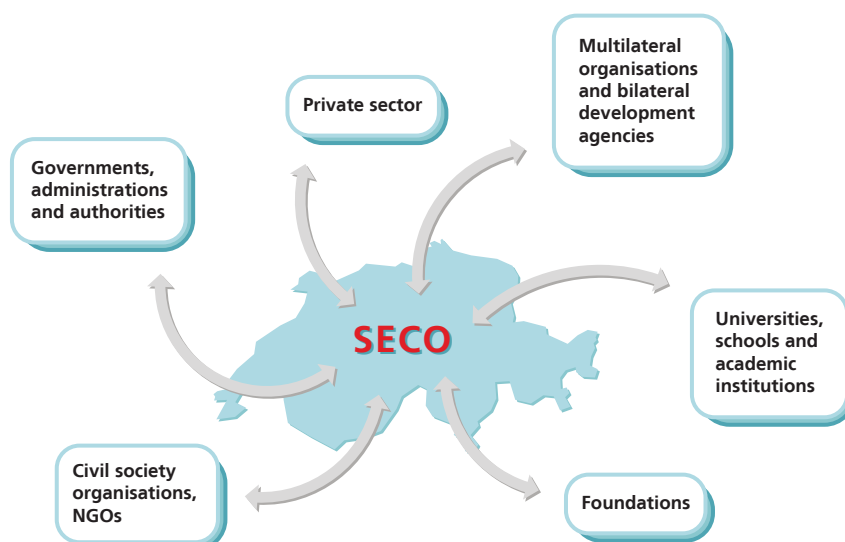 Multilateral
organisations
and bilateral
development
agencies
Private sector
Governments,
administrations
and authorities
SECO
Universities,
schools and
academic
institutions
Civil society
organisations,
NGOs
Foundations